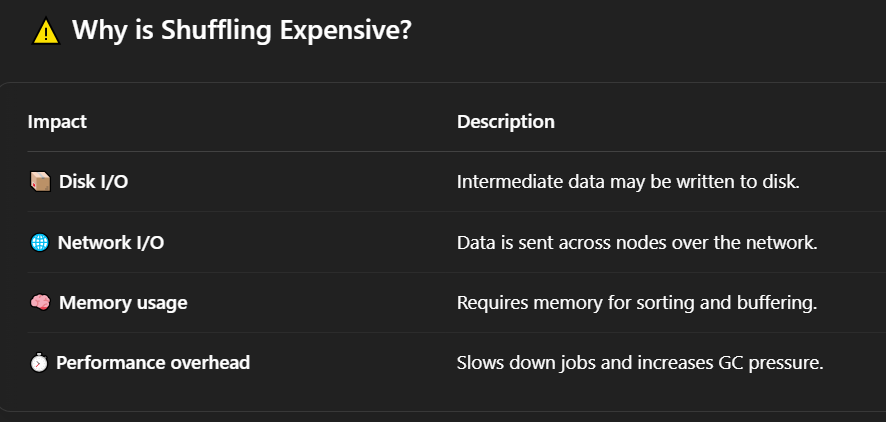 ⚠️ Why is Shuffling Expensive?
Impact Description
📦 Disk I/O Intermediate data may be written to disk.
🌐 Network I/O Data is sent across nodes over the network.
🧠 Memory usage Requires memory for sorting and buffering.
⏱️ Performance overhead Slows down jobs and increases GC pressure.